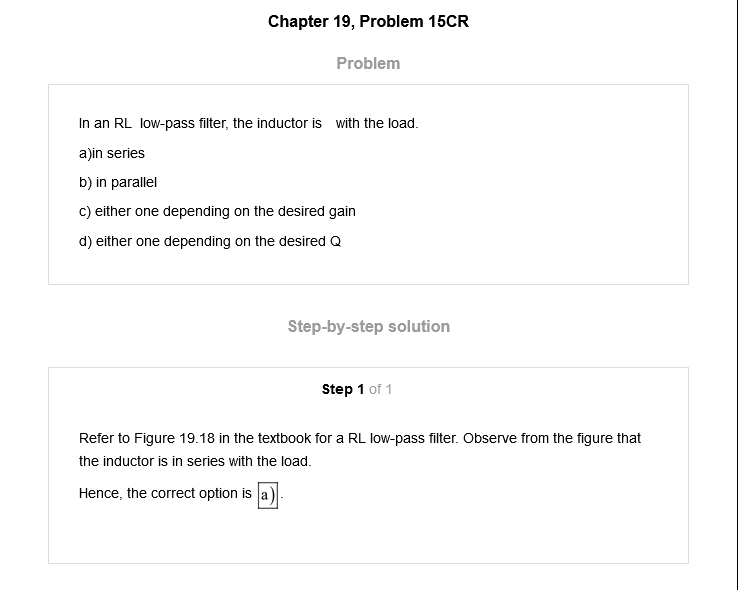 Chapter 19, Problem 15CR
Problem
In an RL  low-pass filter, the inductor is   with the load.
a)in series
b) in parallel
c) either one depending on the desired gain
d) either one depending on the desired Q
Step-by-step solution
Step 1 of 1
Refer to Figure 19.18 in the textbook for a RL low-pass filter. Observe from the figure that
the inductor is in series with the load.
Hence, the correct option is a).